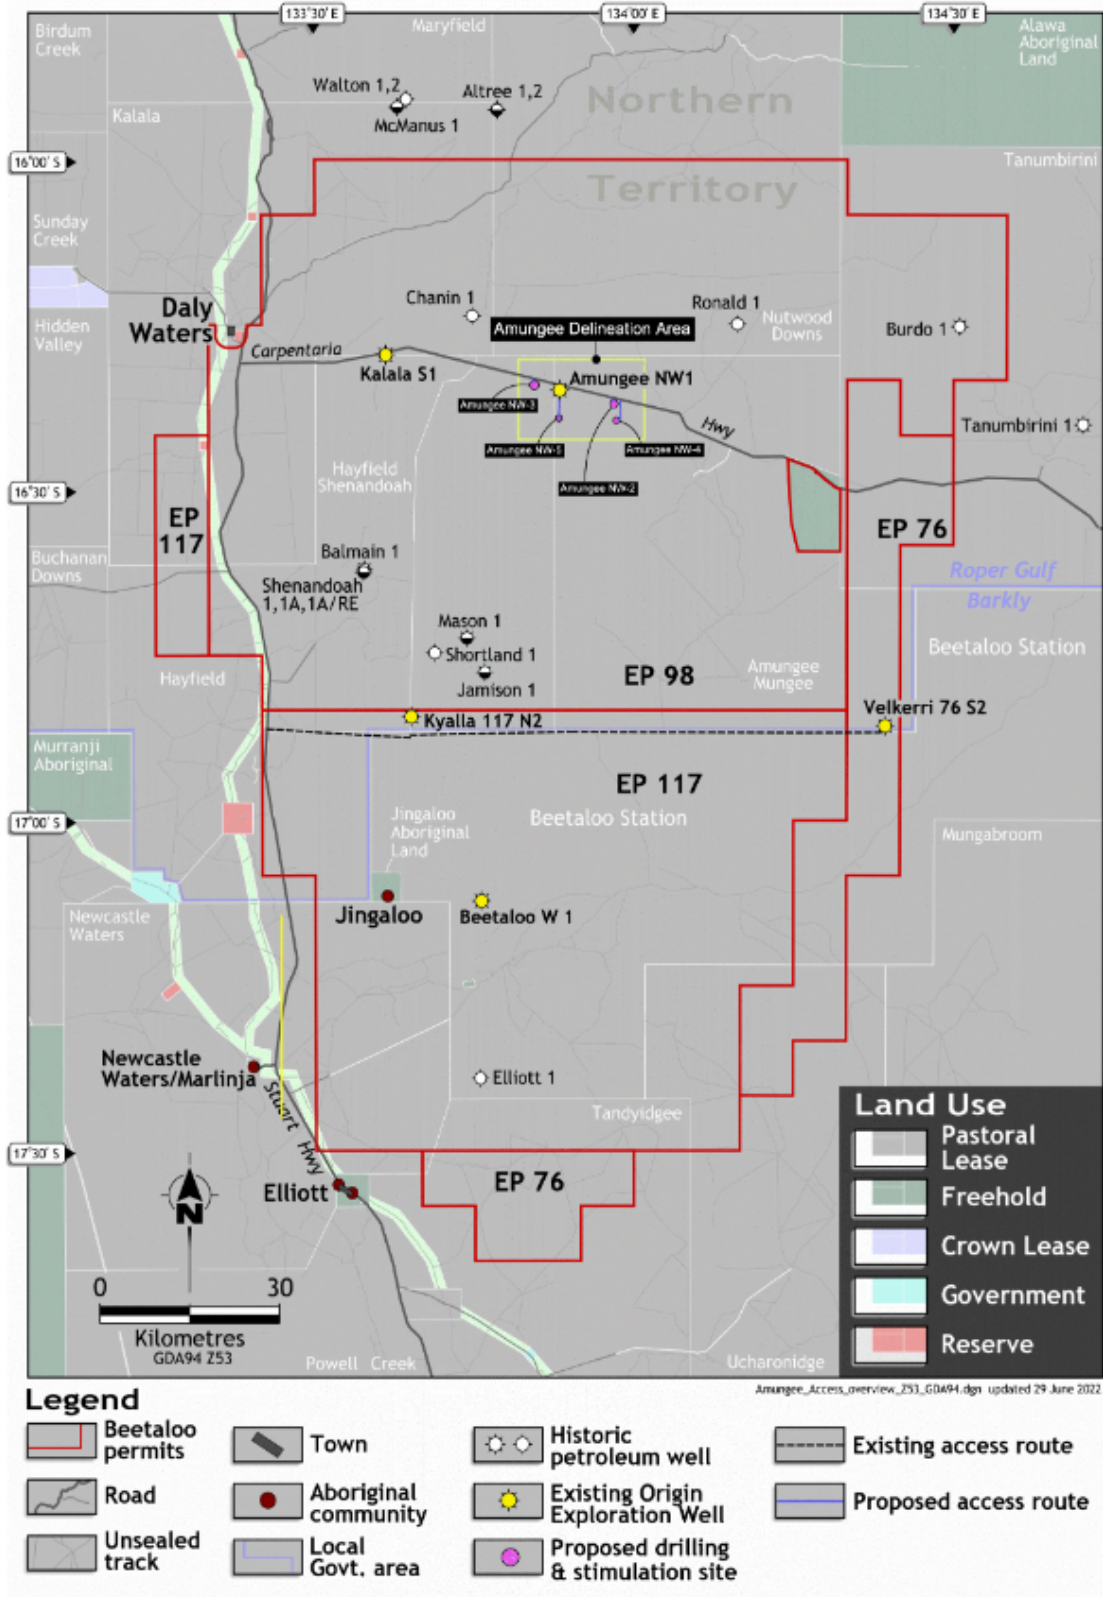 133°30' E
134°00' E
134°30' E
Birdum
Creek
Maryfield
Alawa
Aboriginal
Land
Walton 1,2
Altree 1,2
McManus 1
Kalala
Northern
Territory
16°00' S
Tanumbirini
Sunday
Creek
Hidden
Valley
Daly
Waters
Chanin 1
Ronald 1
Nutwood
Downs
Burdo 1
Amungee Delineation Area
Carpentaria
Kalala S1
Amungee NW1
Amungee NW-3
Hwy
Tanumbirini 1
Amungee NW-5
Amungee NW-4
Amungee NW-2
Hayfield
Shenandoah
16°30' S
EP
117
EP 76
Buchanan
Downs
Balmain 1
Shenandoah
1,1A,1A/RE
Roper Gulf
Barkly
Mason 1
Shortland 1
Jamison 1
Beetaloo Station
Hayfield
EP 98
Amungee
Mungee
Kyalla 117 N2
Velkerri 76 S2
Murranji
Aboriginal
EP 117
Beetaloo Station
17°00' S
Jingaloo
Aboriginal
Land
Mungabroom
Newcastle
Waters
Jingaloo
Beetaloo W 1
Newcastle
Waters/Marlinja
Elliott 1
Stuart Hwy
Tandyidgee
17°30' S
Elliott
EP 76
N
0 30
Kilometres
GDA94 Z53
Powell Creek
Ucharonidge
Land Use
Pastoral
Lease
Freehold
Crown Lease
Government
Reserve
Amungee_Access_overview_Z53_GDA94.dgn updated 29 June 2022
Legend
Beetaloo
permits
Road
Unsealed
track
Town
Aboriginal
community
Local
Govt. area
Historic
petroleum well
Existing Origin
Exploration Well
Proposed drilling
& stimulation site
Existing access route
Proposed access route